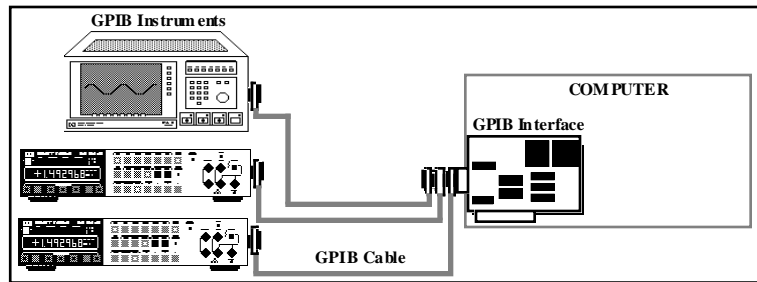 GPIB Instruments
COMPUTER
GPIB Interface
+1.492968
+1.492968
GPIB Cable